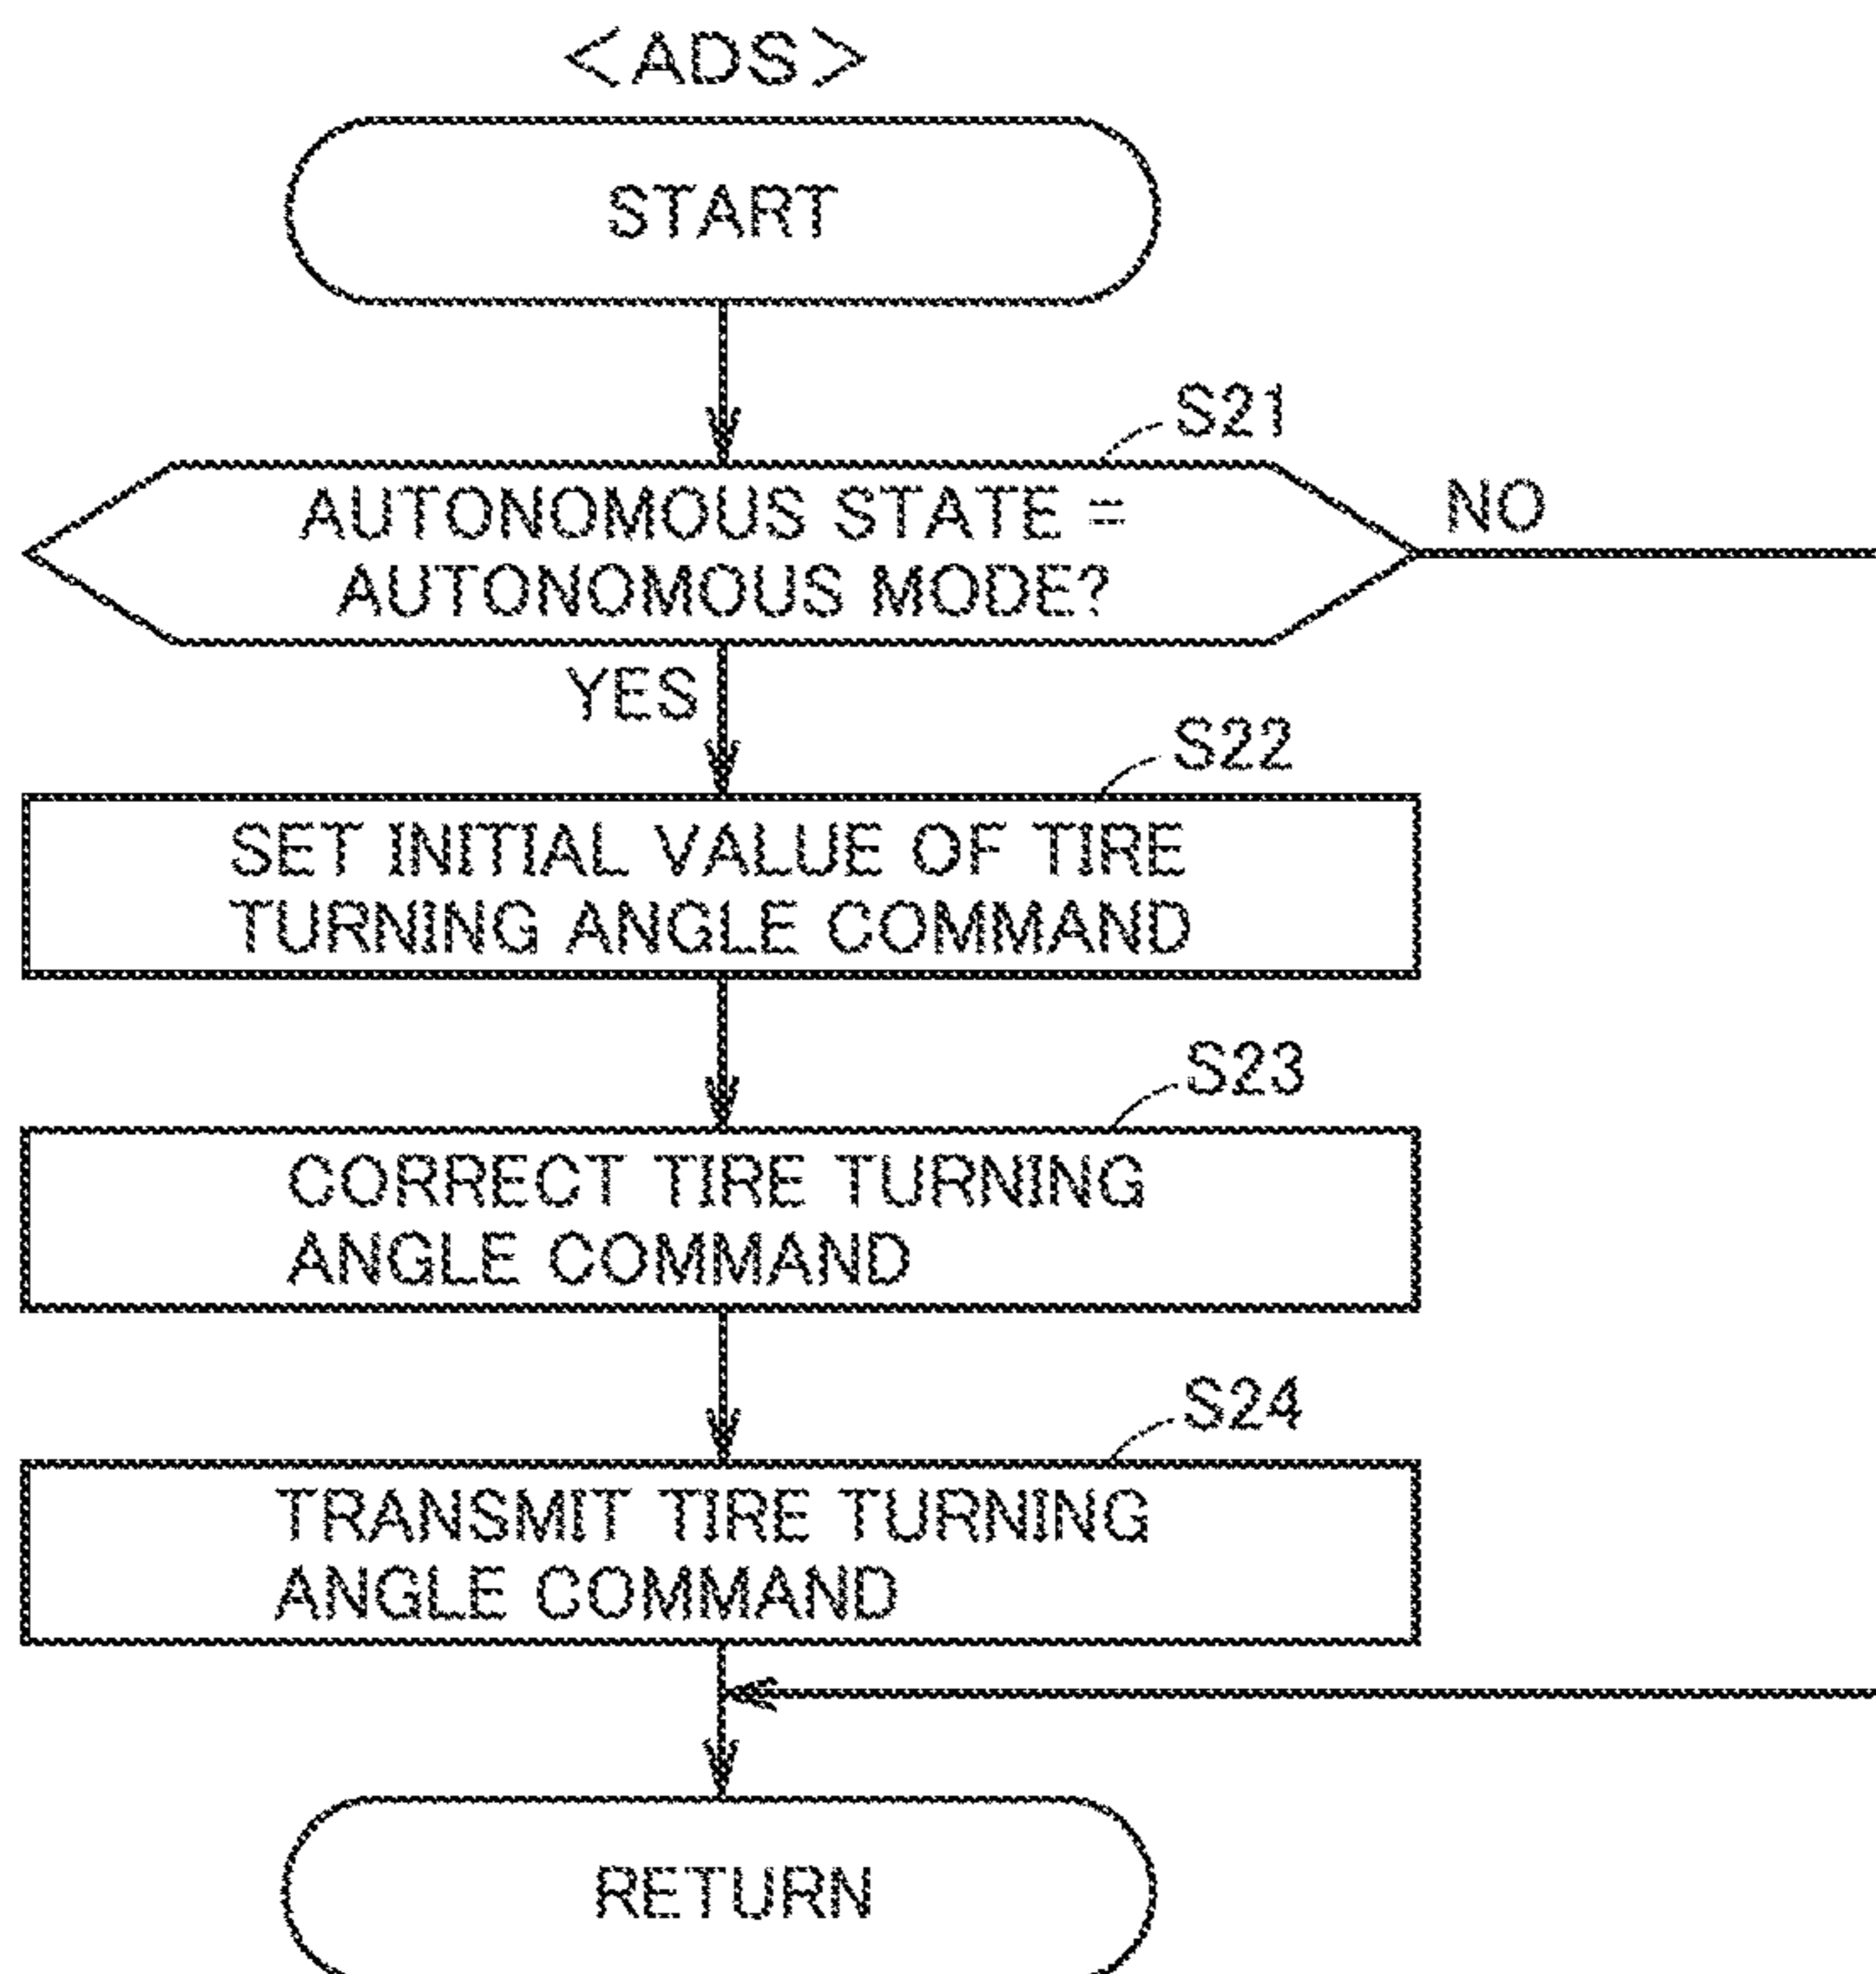 <ADS>
START
S21
AUTONOMOUS STATE =
AUTONOMOUS MODE?
NO
YES
S22
SET INITIAL VALUE OF TIRE
TURNING ANGLE COMMAND
S23
CORRECT TIRE TURNING
ANGLE COMMAND
S24
TRANSMIT TIRE TURNING
ANGLE COMMAND
RETURN